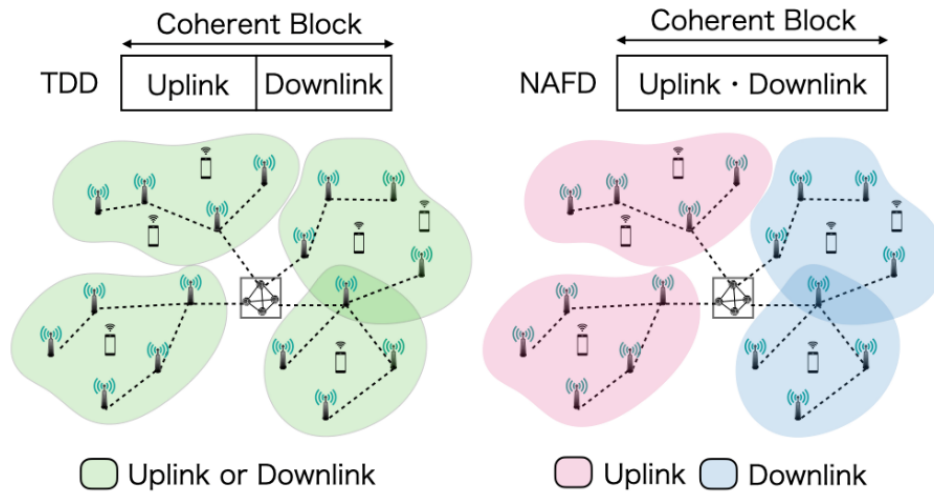 Coherent Block
TDD
Uplink
Downlink
Uplink or Downlink
Coherent Block
NAFD
Uplink・Downlink
Uplink
Downlink